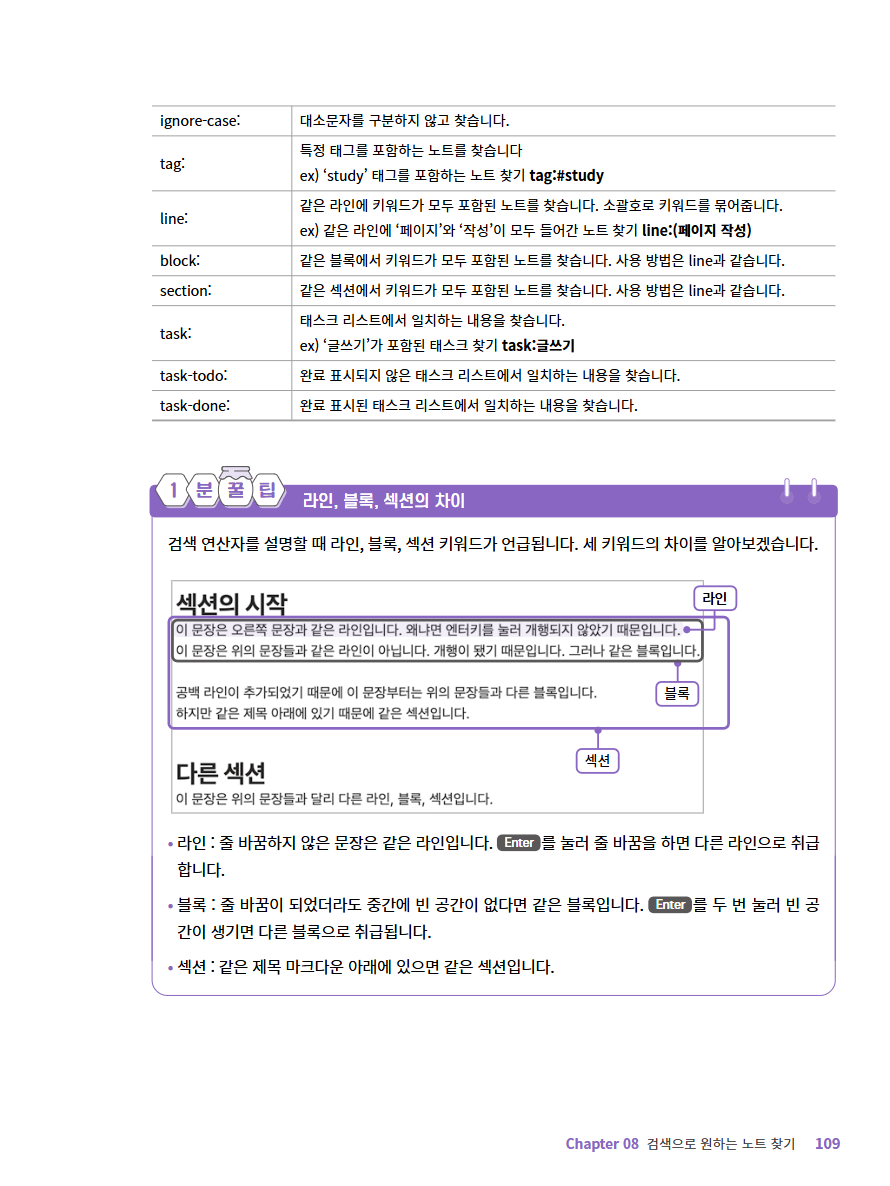 ignore-case: 대소문자를 구분하지 않고 찾습니다.
tag: 특정 태그를 포함하는 노트를 찾습니다
ex) ‘study’ 태그를 포함하는 노트 찾기 tag:#study
line: 같은 라인에 키워드가 모두 포함된 노트를 찾습니다. 소괄호로 키워드를 묶어줍니다.
ex) 같은 라인에 ‘페이지’와 ‘작성’이 모두 들어간 노트 찾기 line:(페이지 작성)
block: 같은 블록에서 키워드가 모두 포함된 노트를 찾습니다. 사용 방법은 line과 같습니다.
section: 같은 섹션에서 키워드가 모두 포함된 노트를 찾습니다. 사용 방법은 line과 같습니다.
task: 태스크 리스트에서 일치하는 내용을 찾습니다.
ex) ‘글쓰기’가 포함된 태스크 찾기 task:글쓰기
task-todo: 완료 표시되지 않은 태스크 리스트에서 일치하는 내용을 찾습니다.
task-done: 완료 표시된 태스크 리스트에서 일치하는 내용을 찾습니다.
1분꿀팁 라인, 블록, 섹션의 차이
검색 연산자를 설명할 때 라인, 블록, 섹션 키워드가 언급됩니다. 세 키워드의 차이를 알아보겠습니다.
섹션의 시작
라인
이 문장은 오른쪽 문장과 같은 라인입니다. 왜냐면 엔터키를 눌러 개행되지 않았기 때문입니다.
이 문장은 위의 문장들과 같은 라인이 아닙니다. 개행이 됐기 때문입니다. 그러나 같은 블록입니다.
블록
공백 라인이 추가되었기 때문에 이 문장부터는 위의 문장들과 다른 블록입니다.
하지만 같은 제목 아래에 있기 때문에 같은 섹션입니다.
섹션
다른 섹션
이 문장은 위의 문장들과 달리 다른 라인, 블록, 섹션입니다.
• 라인 : 줄 바꿈하지 않은 문장은 같은 라인입니다. Enter를 눌러 줄 바꿈을 하면 다른 라인으로 취급
합니다.
• 블록 : 줄 바꿈이 되었더라도 중간에 빈 공간이 없다면 같은 블록입니다. Enter를 두 번 눌러 빈 공
간이 생기면 다른 블록으로 취급됩니다.
• 섹션 : 같은 제목 마크다운 아래에 있으면 같은 섹션입니다.
Chapter 08 검색으로 원하는 노트 찾기 109